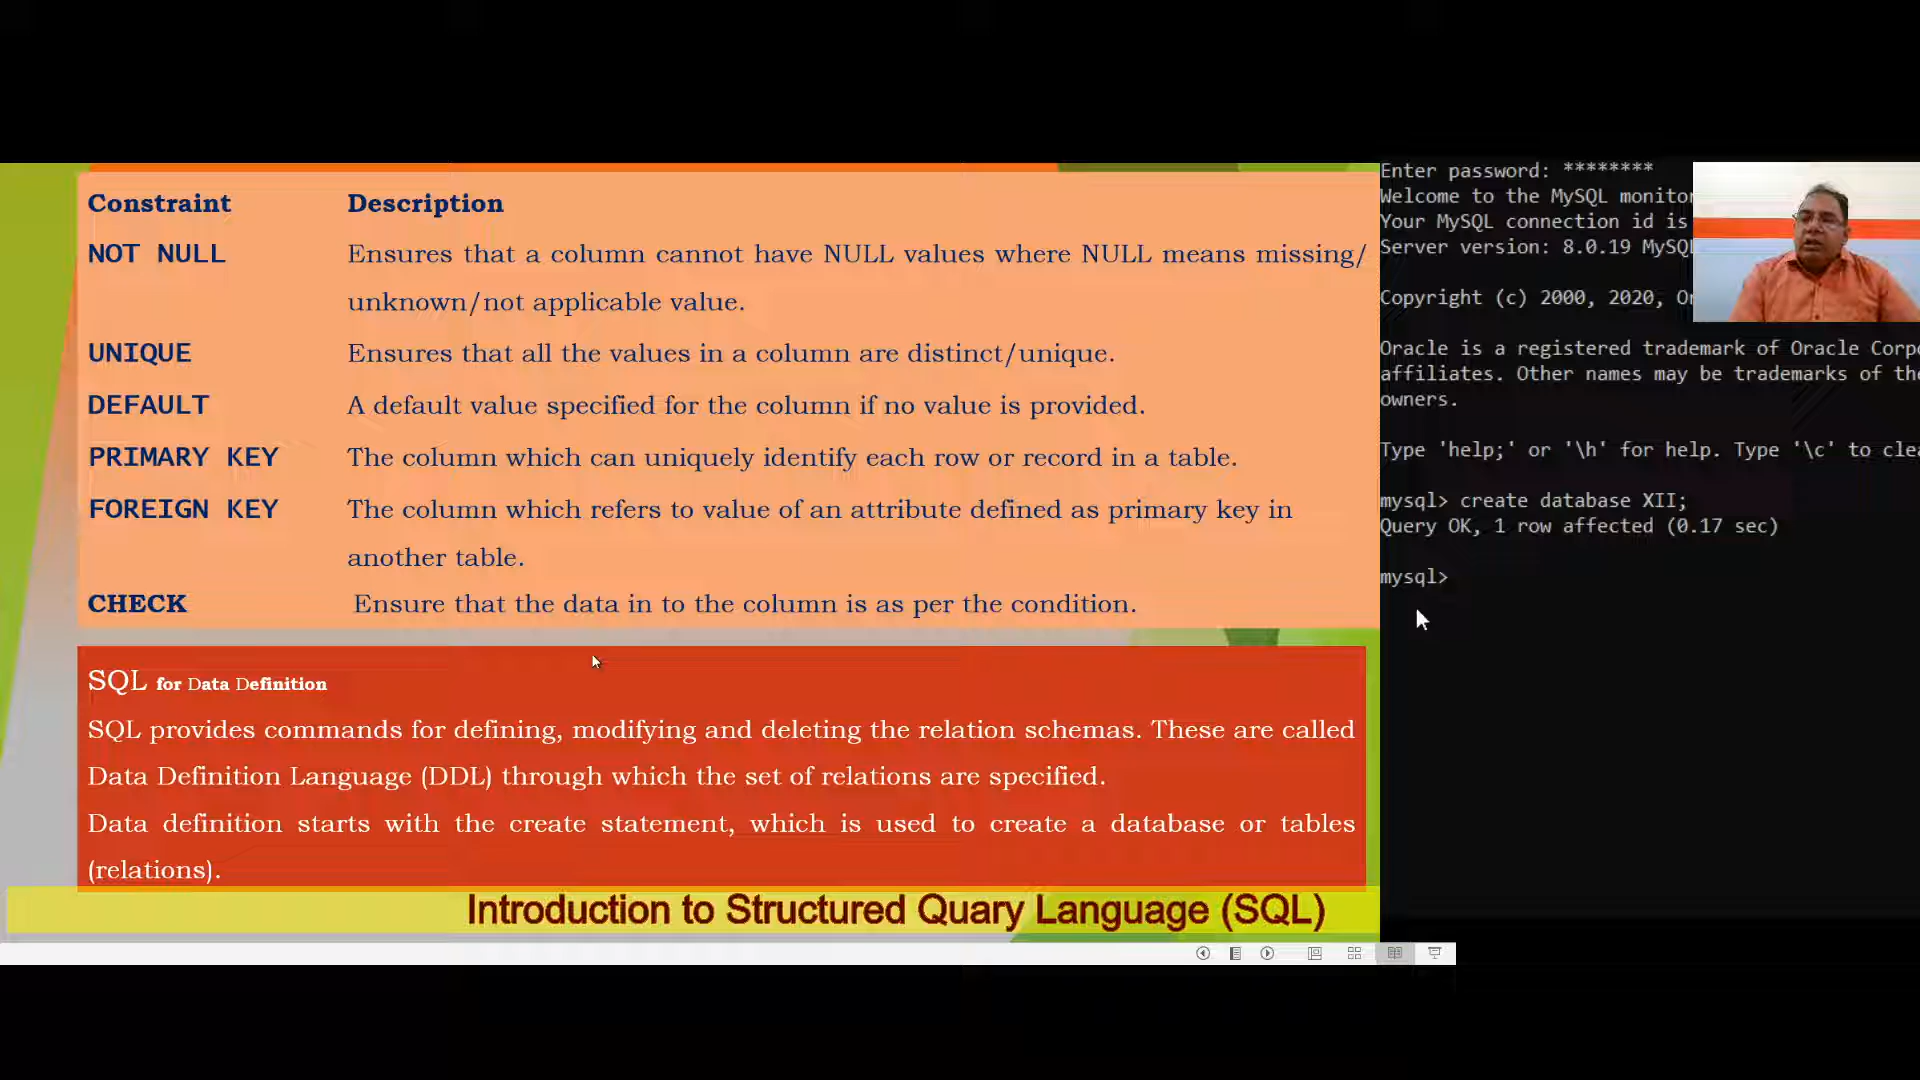 Constraint Description
NOT NULL Ensures that a column cannot have NULL values where NULL means missing/
unknown/not applicable value.
UNIQUE Ensures that all the values in a column are distinct/unique.
DEFAULT A default value specified for the column if no value is provided.
PRIMARY KEY The column which can uniquely identify each row or record in a table.
FOREIGN KEY The column which refers to value of an attribute defined as primary key in
another table.
CHECK Ensure that the data in to the column is as per the condition.
SQL for Data Definition
SQL provides commands for defining, modifying and deleting the relation schemas. These are called
Data Definition Language (DDL) through which the set of relations are specified.
Data definition starts with the create statement, which is used to create a database or tables
(relations).
Introduction to Structured Quary Language (SQL)
Enter password: ********
Welcome to the MySQL monitor
Your MySQL connection id is
Server version: 8.0.19 MySQL
Copyright (c) 2000, 2020,
Oracle is a registered trademark of Oracle
affiliates. Other names may be trademarks of
owners.
Type 'help;' or '\h' for help. Type '\c' to
mysql> create database XII;
Query OK, 1 row affected (0.17 sec)
mysql>